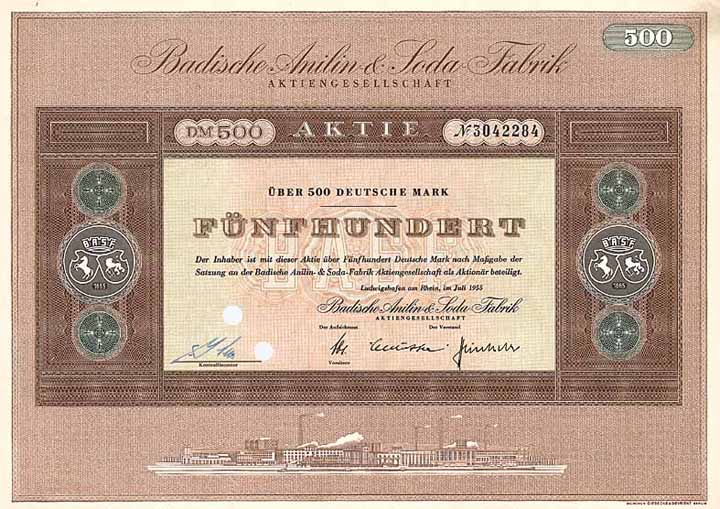 500
Badische Anilin- & Soda-Fabrik
AKTIENGESELLSCHAFT
DM 500 AKTIE № 3042284
ÜBER 500 DEUTSCHE MARK
FÜNFHUNDERT
Der Inhaber ist mit dieser Aktie über Fünfhundert Deutsche Mark nach Maßgabe der
Satzung an der Badische Anilin- & Soda-Fabrik Aktiengesellschaft als Aktionär beteiligt.
Ludwigshafen am Rhein, im Juli 1955
Badische Anilin- & Soda-Fabrik
AKTIENGESELLSCHAFT
Der Aufsichtsrat Der Vorstand
Vorsitzer
Kontrollbeamter
BASF
1865
BASF
1865